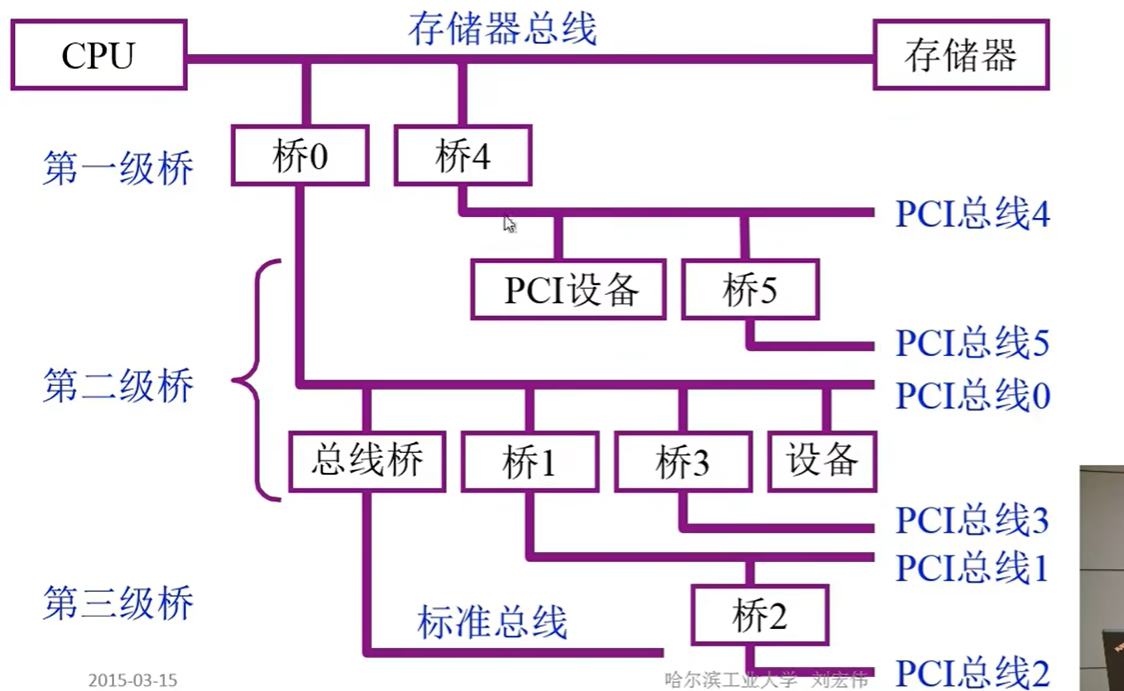 存储器总线
CPU
存储器
桥0
桥4
第一级桥
PCI总线4
PCI设备
桥5
PCI总线5
第二级桥
PCI总线0
总线桥
桥1
桥3
设备
PCI总线3
PCI总线1
第三级桥
标准总线
桥2
PCI总线2
2015-03-15
哈尔滨工业大学 刘宏伟